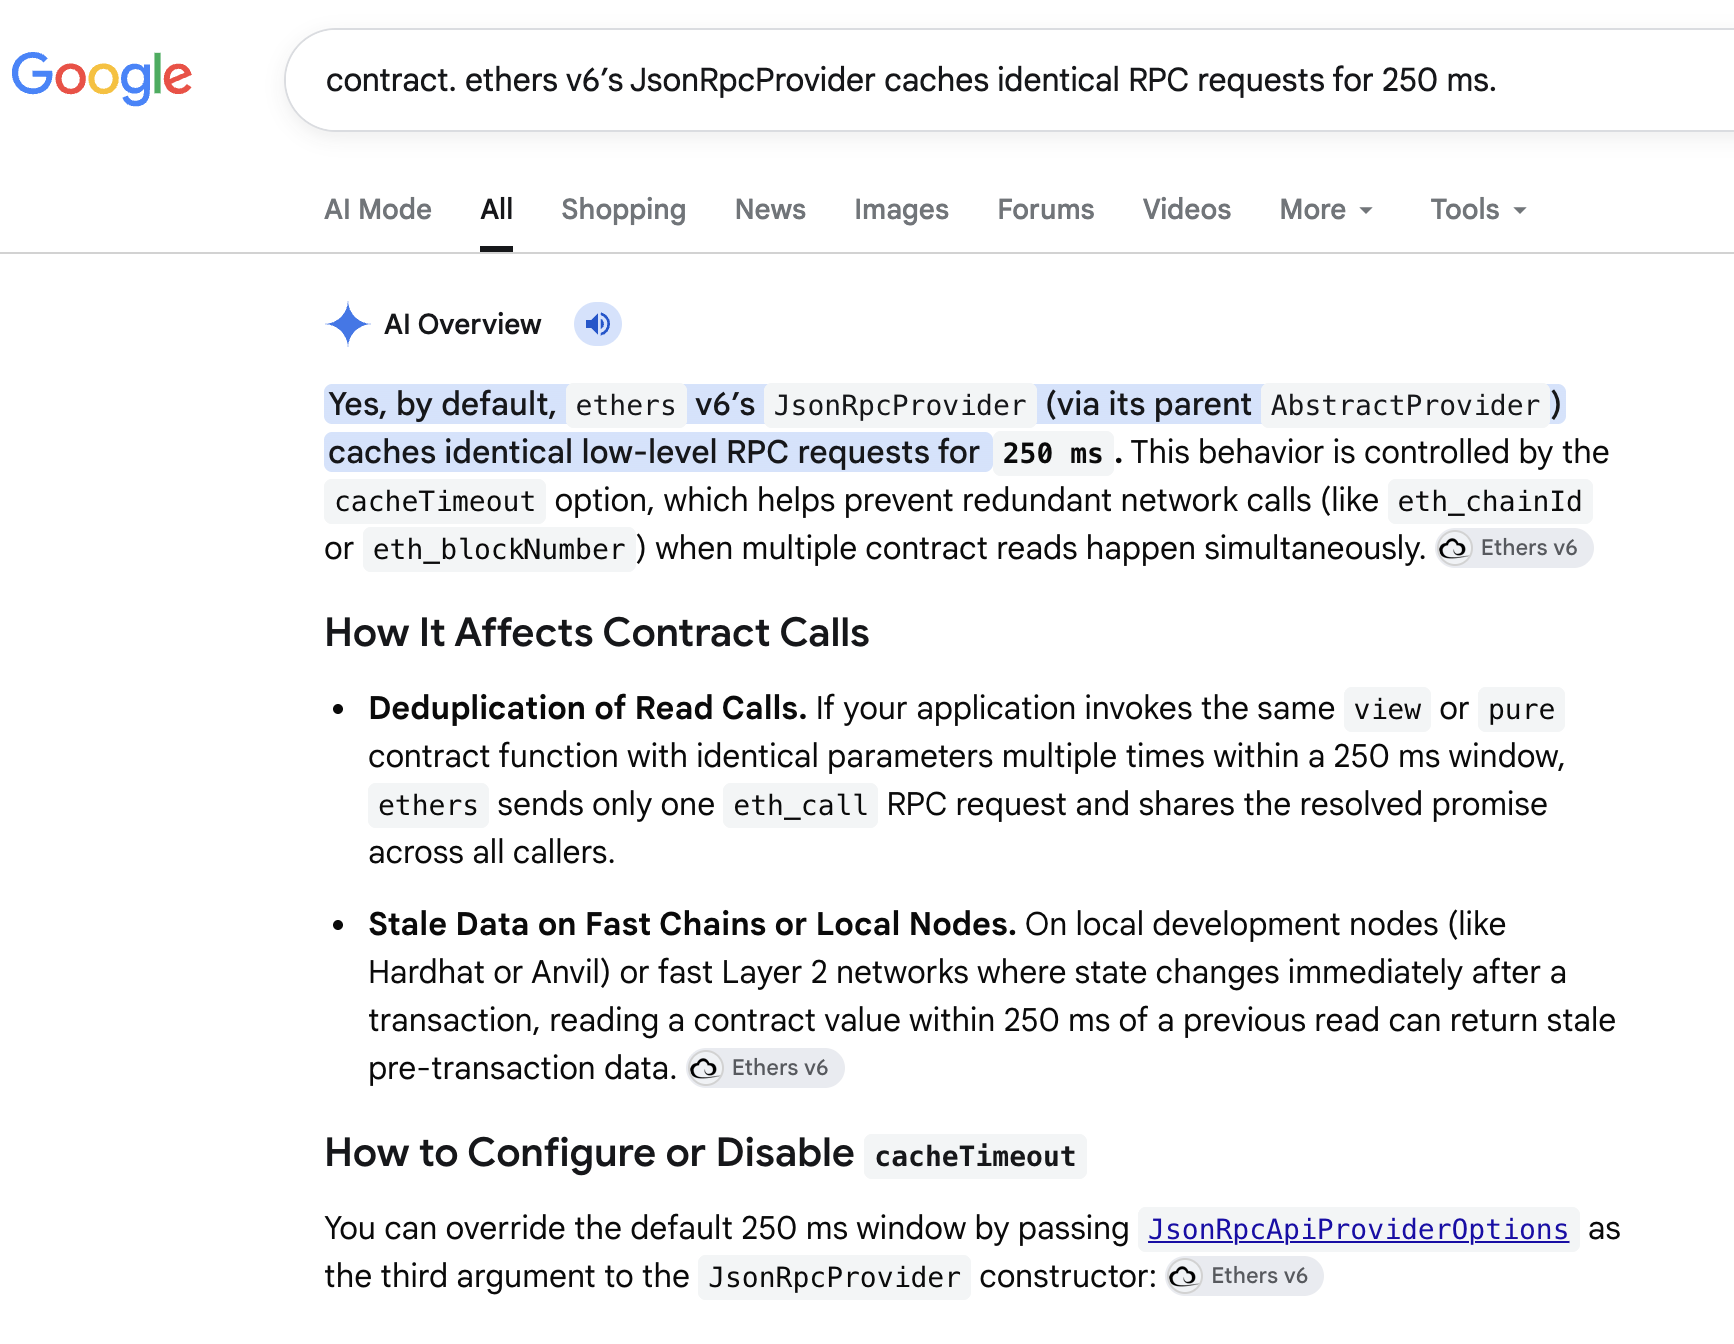 Google
contract. ethers v6’s JsonRpcProvider caches identical RPC requests for 250 ms.
AI Mode All Shopping News Images Forums Videos More Tools
AI Overview
Yes, by default, ethers v6’s JsonRpcProvider (via its parent AbstractProvider)
caches identical low-level RPC requests for 250 ms. This behavior is controlled by the
cacheTimeout option, which helps prevent redundant network calls (like eth_chainId
or eth_blockNumber) when multiple contract reads happen simultaneously. Ethers v6
How It Affects Contract Calls
• Deduplication of Read Calls. If your application invokes the same view or pure
contract function with identical parameters multiple times within a 250 ms window,
ethers sends only one eth_call RPC request and shares the resolved promise
across all callers.
• Stale Data on Fast Chains or Local Nodes. On local development nodes (like
Hardhat or Anvil) or fast Layer 2 networks where state changes immediately after a
transaction, reading a contract value within 250 ms of a previous read can return stale
pre-transaction data. Ethers v6
How to Configure or Disable cacheTimeout
You can override the default 250 ms window by passing JsonRpcApiProviderOptions as
the third argument to the JsonRpcProvider constructor: Ethers v6